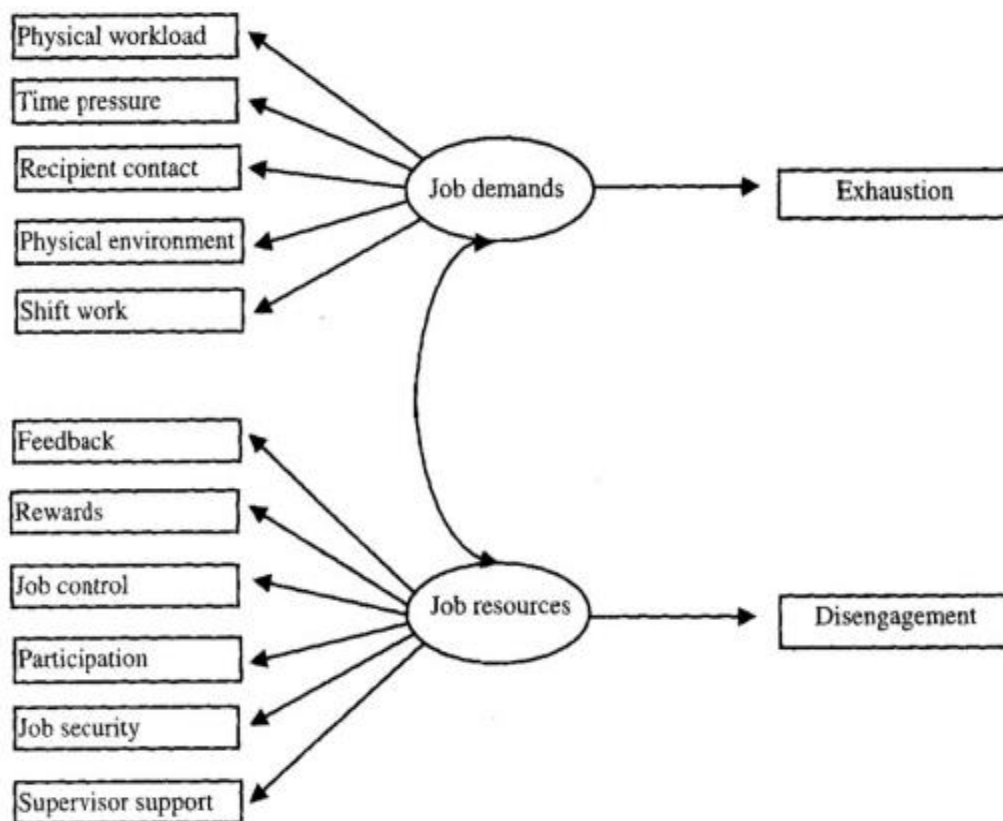 Physical workload
Time pressure
Recipient contact
Physical environment
Shift work
Job demands
Exhaustion
Feedback
Rewards
Job control
Participation
Job security
Supervisor support
Job resources
Disengagement